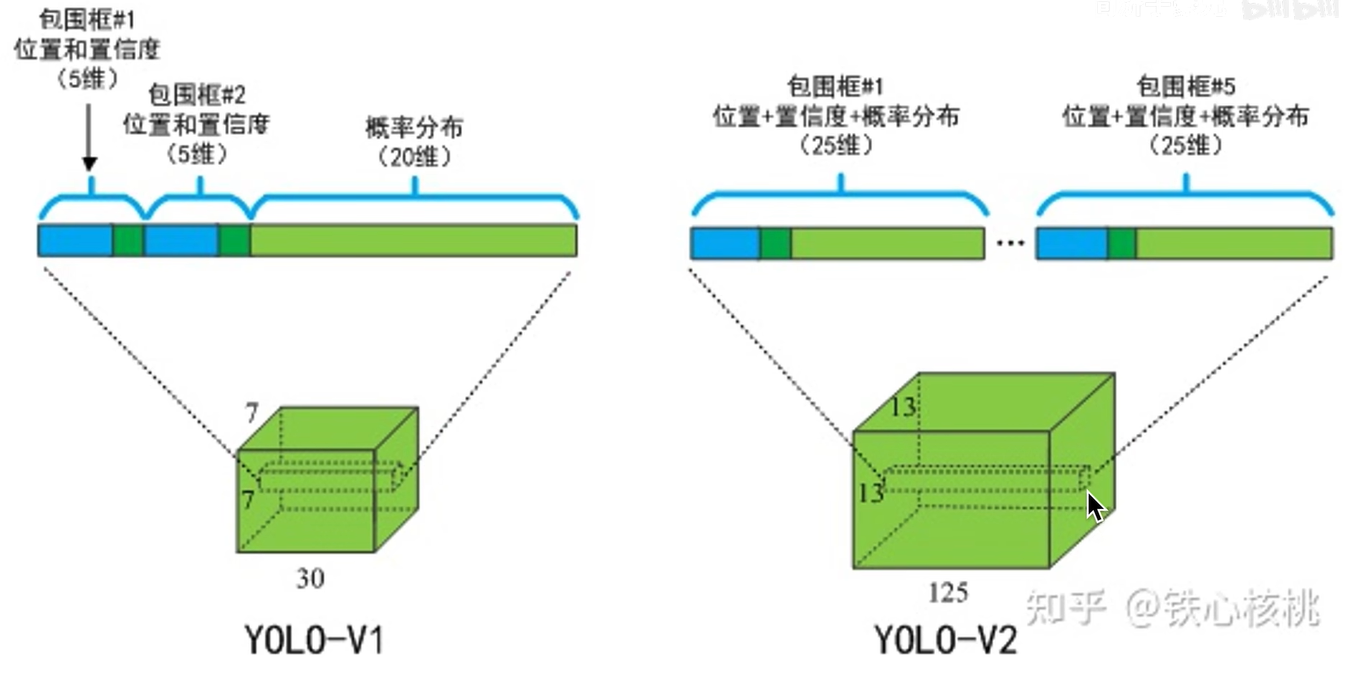 包围框#1
位置和置信度
（5维）
包围框#2
位置和置信度
（5维）
概率分布
（20维）
7
7
30
YOLO-V1
包围框#1
位置+置信度+概率分布
（25维）
...
包围框#5
位置+置信度+概率分布
（25维）
13
13
125
YOLO-V2
知乎 @铁心核桃
bilibili